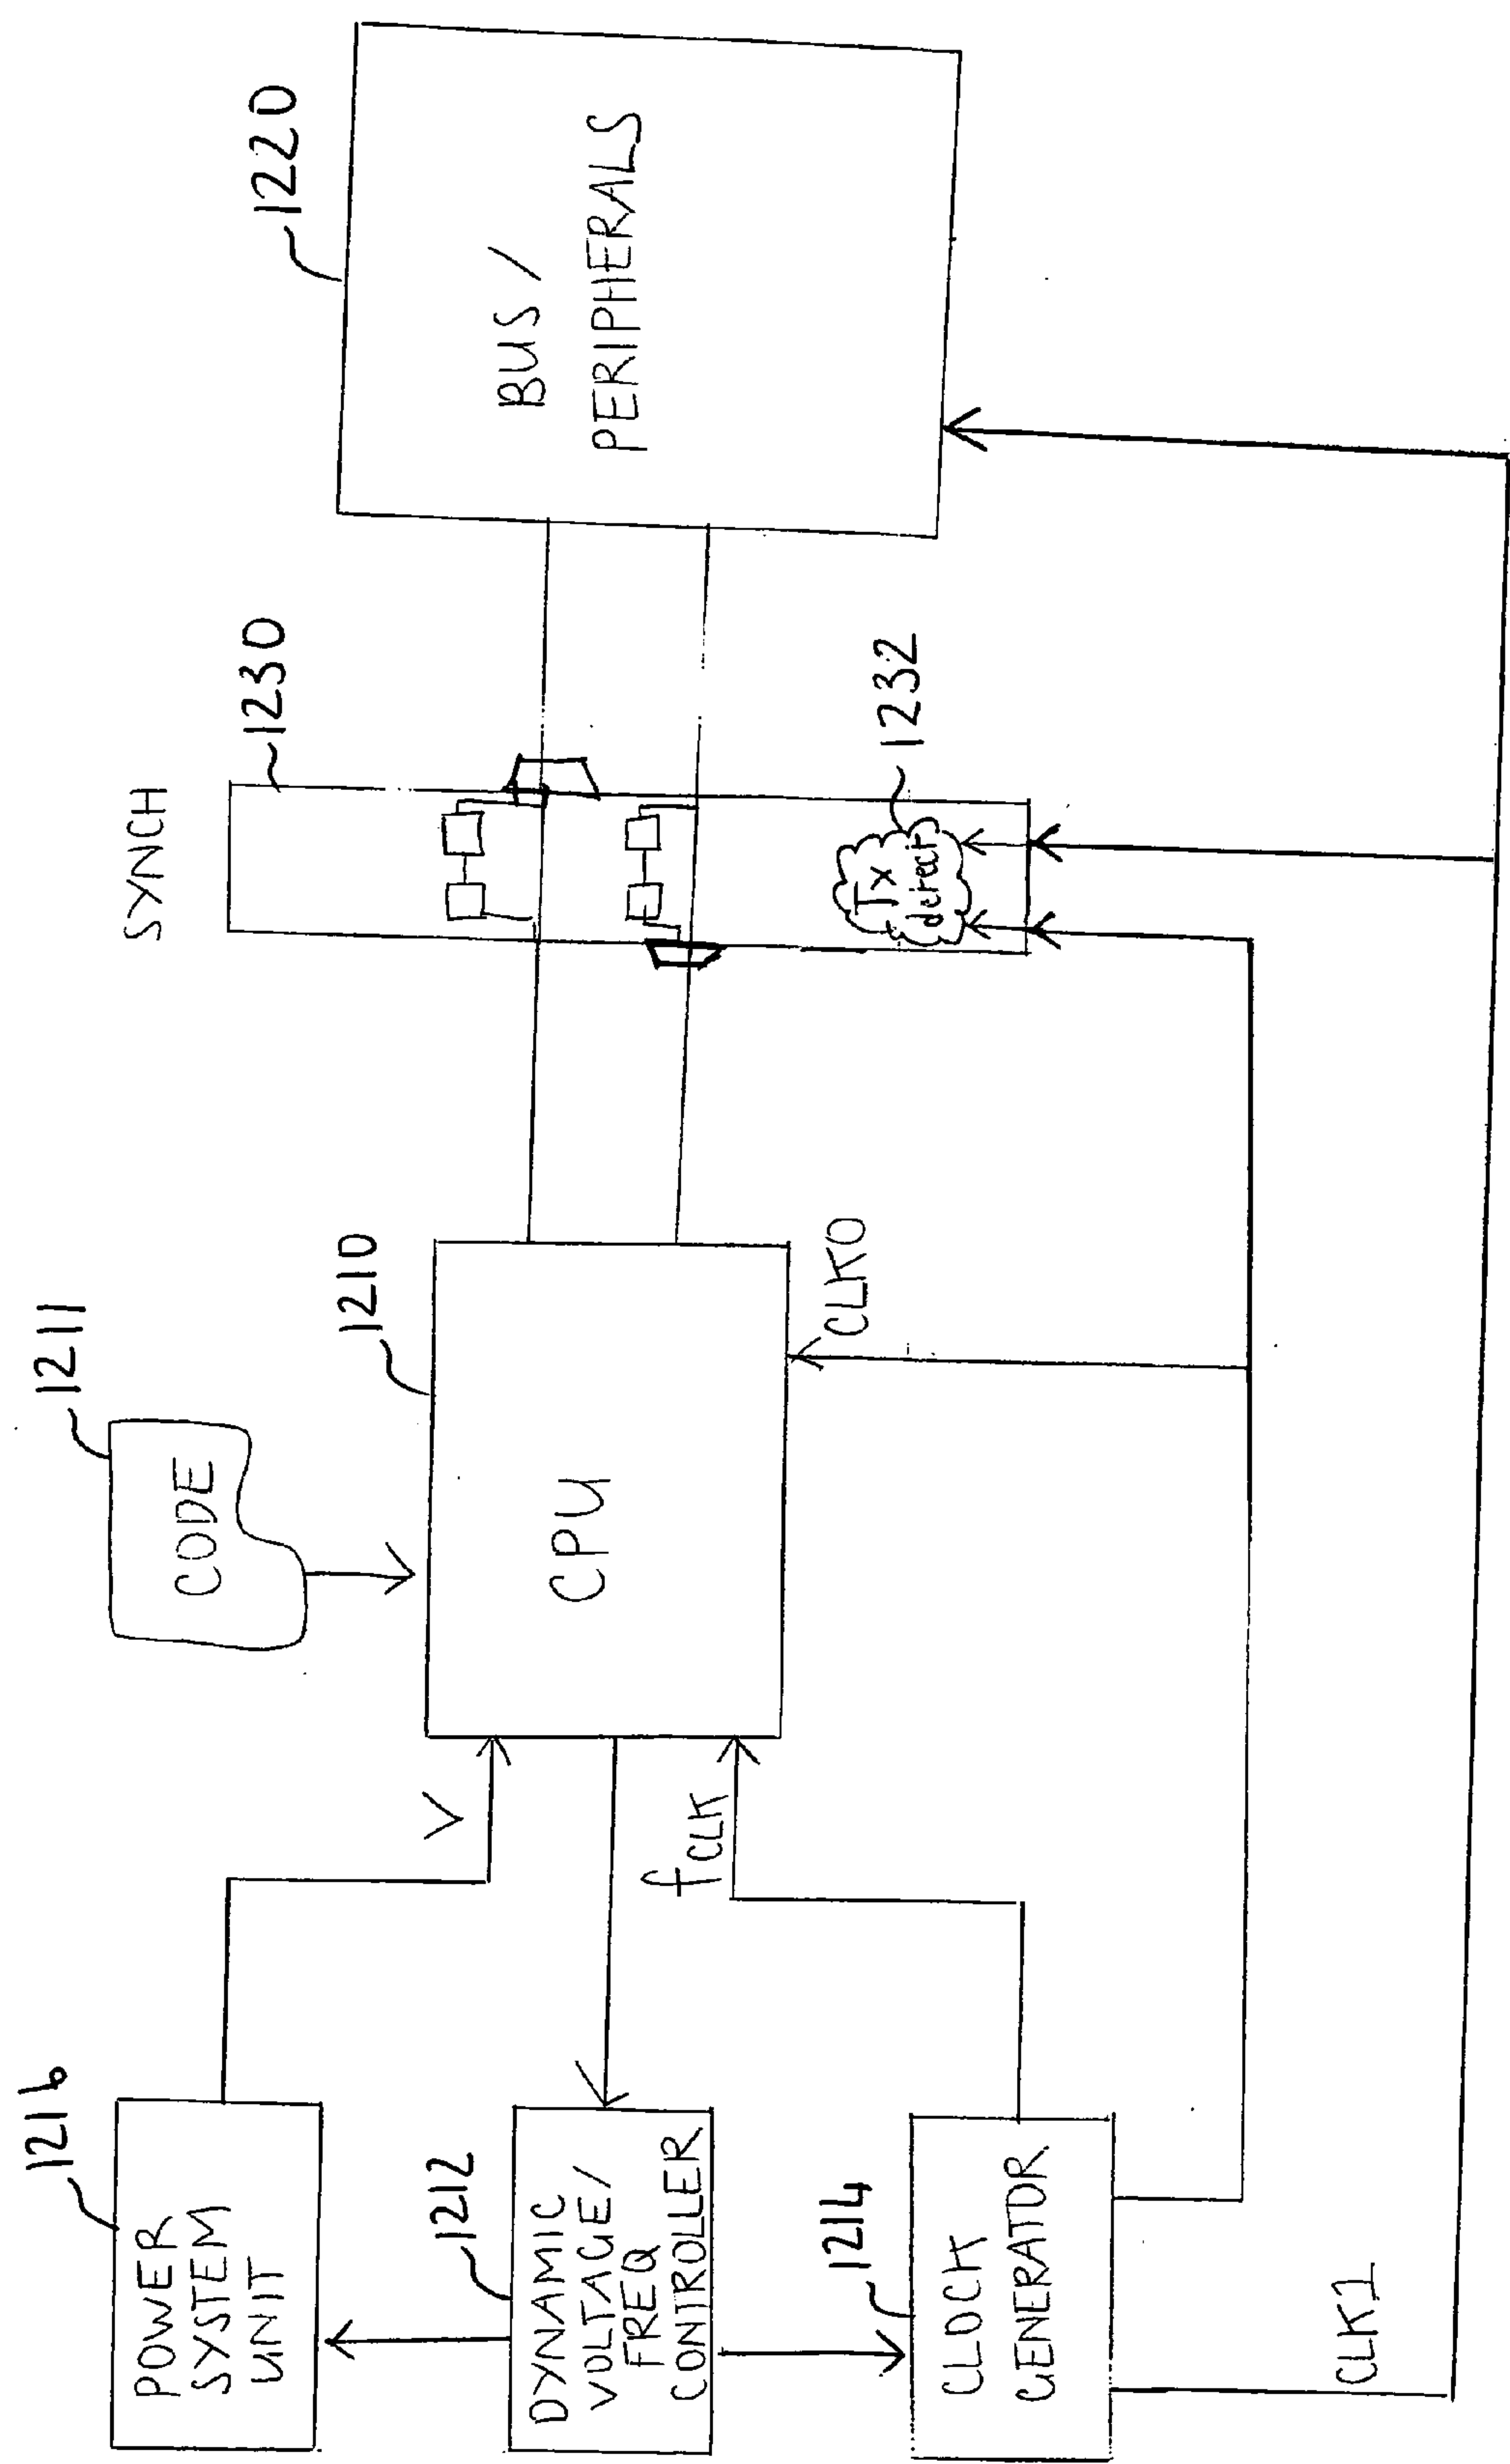 1216
POWER
SYSTEM
UNIT
1212
DYNAMIC
VOLTAGE/
FREQ
CONTROLLER
1214
CLOCK
GENERATOR
V
fCLK
CLK1
1211
CODE
1210
CPU
CLK0
SYNCH
1230
1232
Tx
detect
1220
BUS /
PERIPHERALS